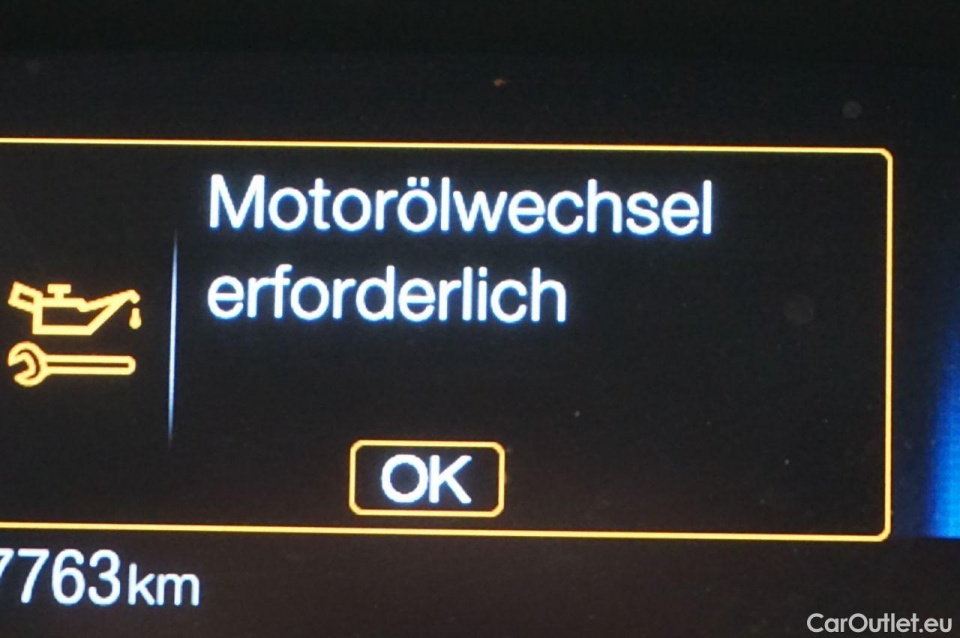 Motorölwechsel
erforderlich
OK
7763km
CarOutlet.eu